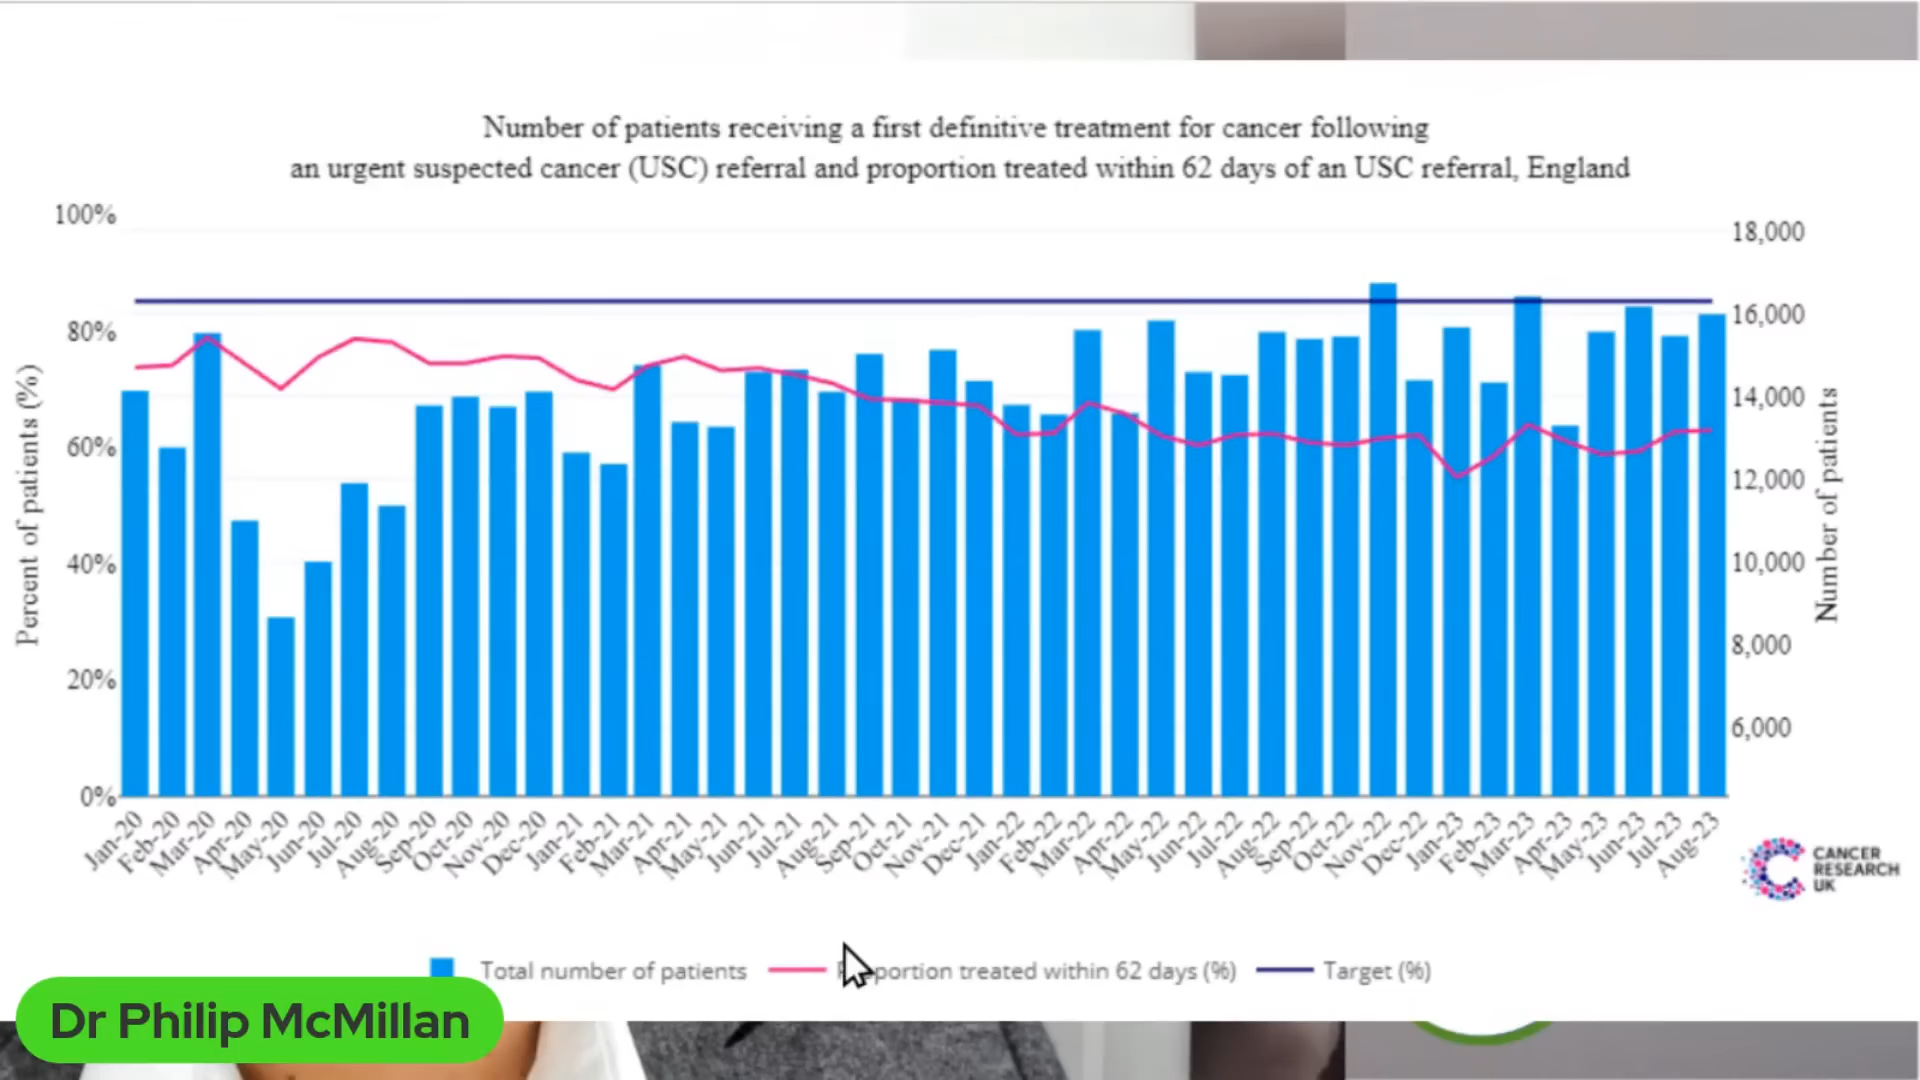 Number of patients receiving a first definitive treatment for cancer following
an urgent suspected cancer (USC) referral and proportion treated within 62 days of an USC referral, England
Percent of patients (%)
100%
80%
60%
40%
20%
0%
18,000
16,000
14,000
12,000
10,000
8,000
6,000
Number of patients
Jan-20
Feb-20
Mar-20
Apr-20
May-20
Jun-20
Jul-20
Aug-20
Sep-20
Oct-20
Nov-20
Dec-20
Jan-21
Feb-21
Mar-21
Apr-21
May-21
Jun-21
Jul-21
Aug-21
Sep-21
Oct-21
Nov-21
Dec-21
Jan-22
Feb-22
Mar-22
Apr-22
May-22
Jun-22
Jul-22
Aug-22
Sep-22
Oct-22
Nov-22
Dec-22
Jan-23
Feb-23
Mar-23
Apr-23
May-23
Jun-23
Jul-23
Aug-23
CANCER
RESEARCH
UK
Total number of patients
Proportion treated within 62 days (%)
Target (%)
Dr Philip McMillan